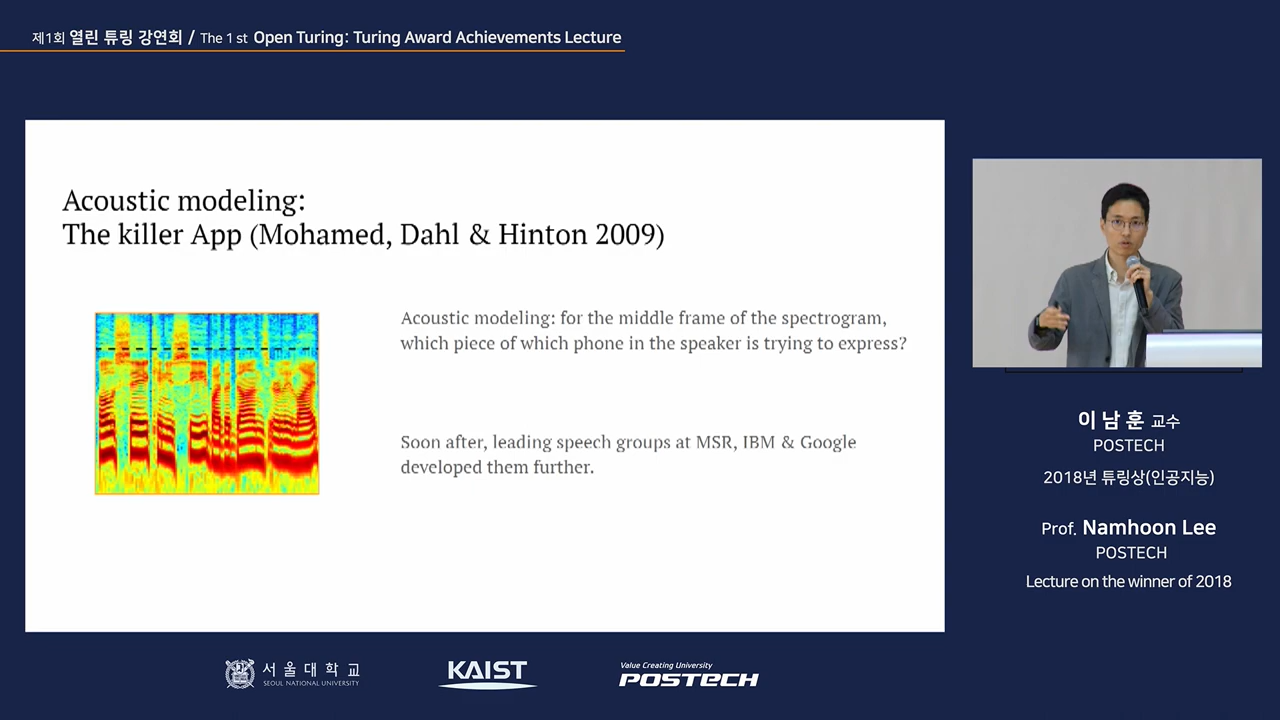 제1회 열린 튜링 강연회 / The 1 st Open Turing: Turing Award Achievements Lecture
Acoustic modeling:
The killer App (Mohamed, Dahl & Hinton 2009)
Acoustic modeling: for the middle frame of the spectrogram,
which piece of which phone in the speaker is trying to express?
Soon after, leading speech groups at MSR, IBM & Google
developed them further.
이 남 훈 교수
POSTECH
2018년 튜링상(인공지능)
Prof. Namhoon Lee
POSTECH
Lecture on the winner of 2018
서울대학교
SEOUL NATIONAL UNIVERSITY
KAIST
Value Creating University
POSTECH